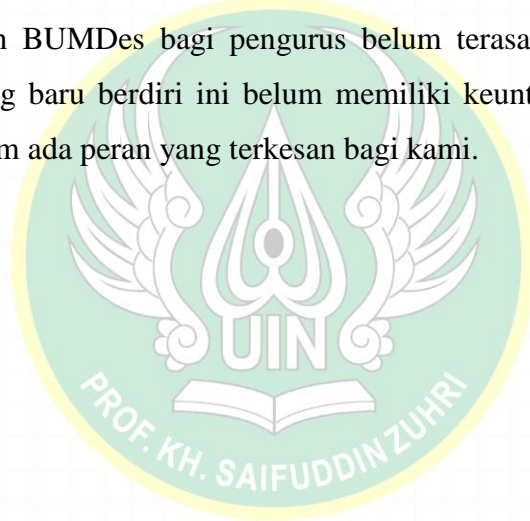 n BUMDes bagi pengurus belum terasa
g baru berdiri ini belum memiliki keunt
m ada peran yang terkesan bagi kami.
UIN
PROF. KH. SAIFUDDIN ZUHRI